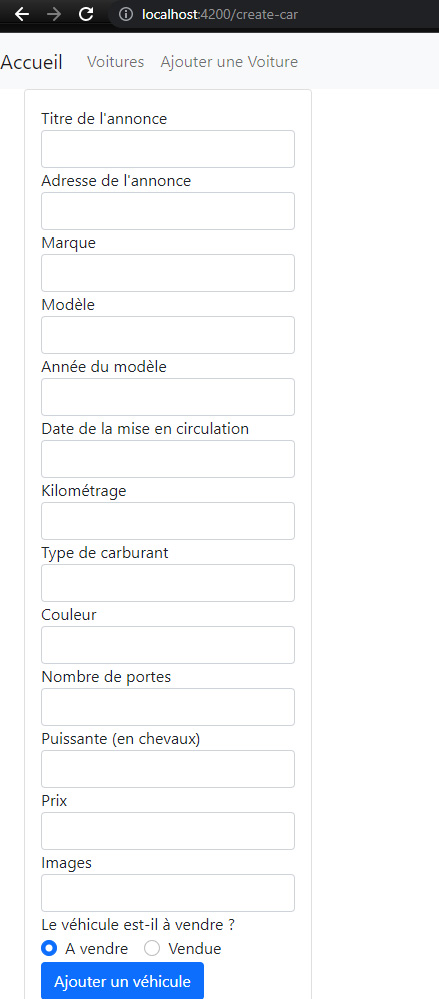 localhost:4200/create-car
Accueil Voitures Ajouter une Voiture
Titre de l'annonce
Adresse de l'annonce
Marque
Modèle
Année du modèle
Date de la mise en circulation
Kilométrage
Type de carburant
Couleur
Nombre de portes
Puissante (en chevaux)
Prix
Images
Le véhicule est-il à vendre ?
A vendre Vendue
Ajouter un véhicule